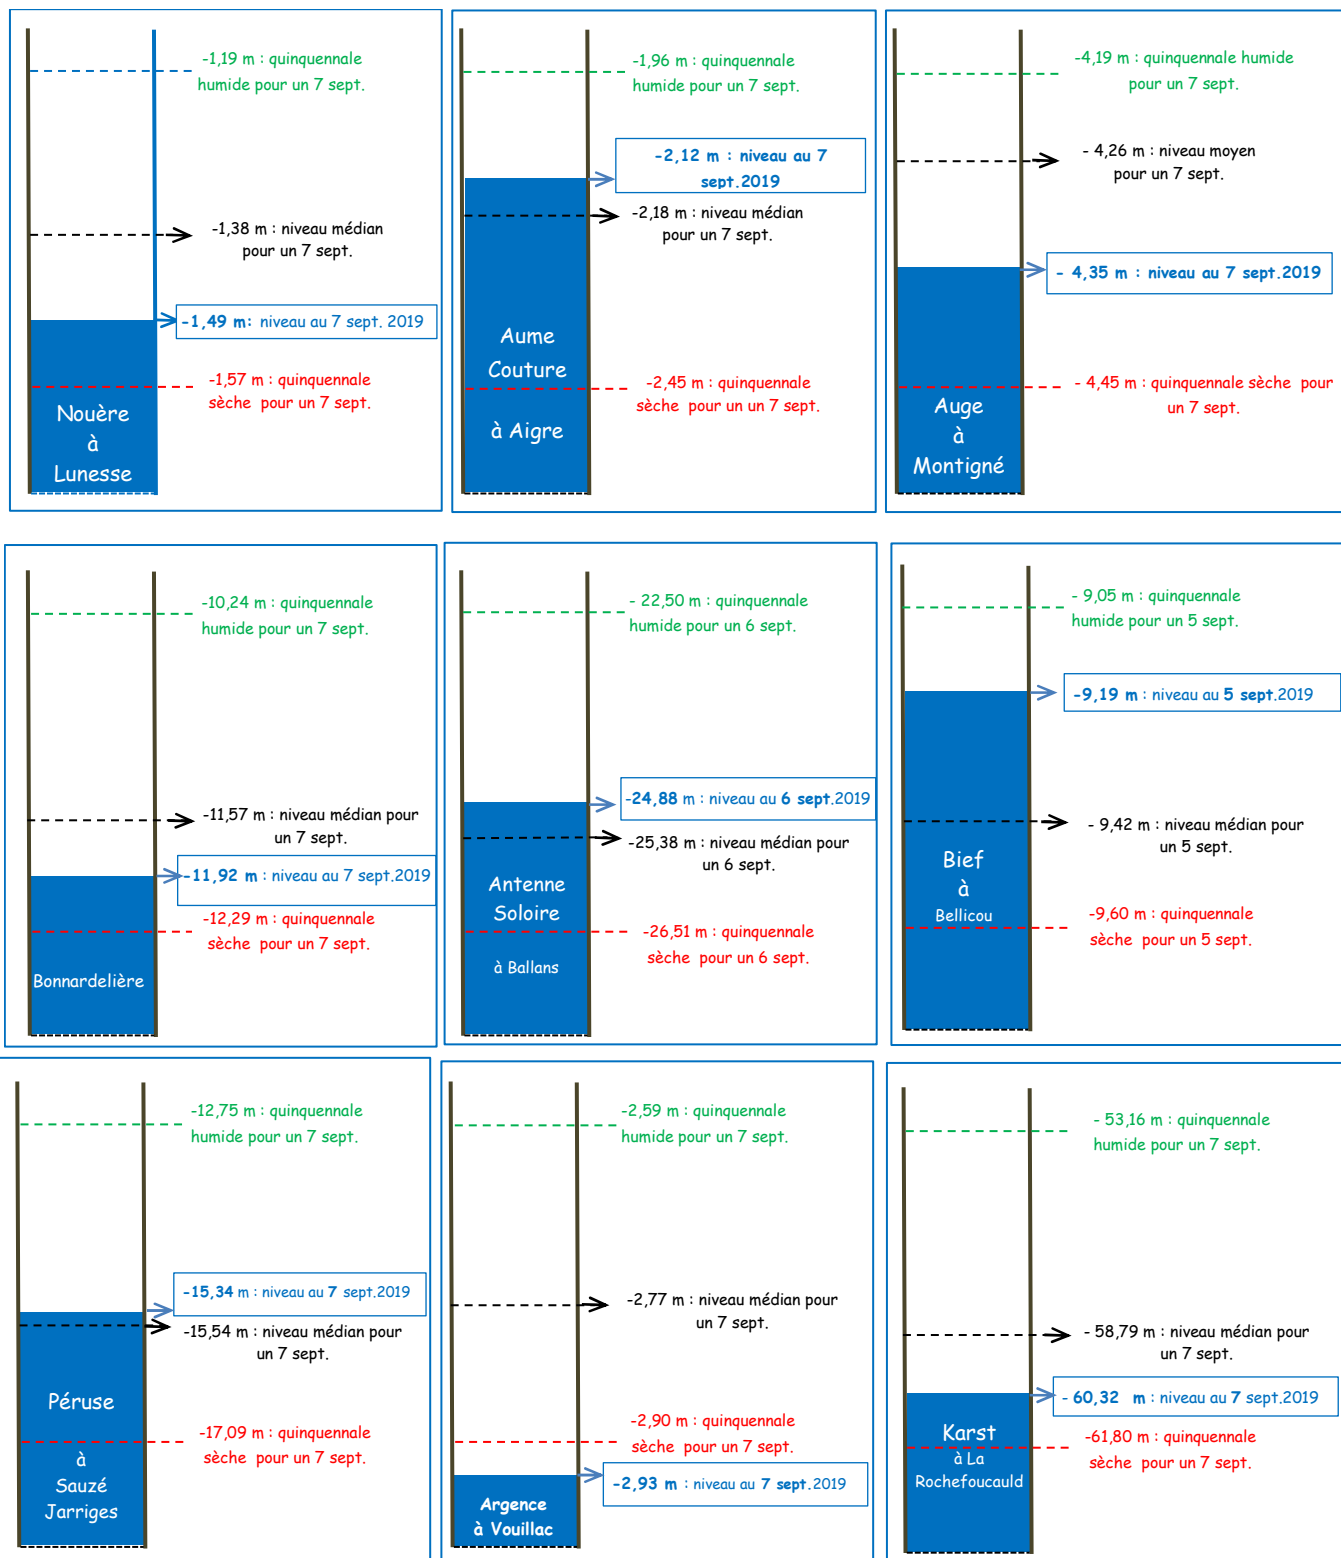 -1,19 m : quinquennale
humide pour un 7 sept.
-1,38 m : niveau médian
pour un 7 sept.
-1,49 m: niveau au 7 sept. 2019
-1,57 m : quinquennale
sèche pour un 7 sept.
Nouère
à
Lunesse
-1,96 m : quinquennale
humide pour un 7 sept.
-2,12 m : niveau au 7
sept.2019
-2,18 m : niveau médian
pour un 7 sept.
Aume
Couture
à Aigre
-2,45 m : quinquennale
sèche pour un un 7 sept.
-4,19 m : quinquennale humide
pour un 7 sept.
- 4,26 m : niveau moyen
pour un 7 sept.
- 4,35 m : niveau au 7 sept.2019
- 4,45 m : quinquennale sèche pour
un 7 sept.
Auge
à
Montigné
-10,24 m : quinquennale
humide pour un 7 sept.
-11,57 m : niveau médian pour
un 7 sept.
-11,92 m : niveau au 7 sept.2019
-12,29 m : quinquennale
sèche pour un 7 sept.
Bonnardelière
- 22,50 m : quinquennale
humide pour un 6 sept.
-24,88 m : niveau au 6 sept.2019
-25,38 m : niveau médian pour
un 6 sept.
Antenne
Soloire
à Ballans
-26,51 m : quinquennale
sèche pour un 6 sept.
- 9,05 m : quinquennale
humide pour un 5 sept.
-9,19 m : niveau au 5 sept.2019
- 9,42 m : niveau médian pour
un 5 sept.
Bief
à
Bellicou
-9,60 m : quinquennale
sèche pour un 5 sept.
-12,75 m : quinquennale
humide pour un 7 sept.
-15,34 m : niveau au 7 sept.2019
-15,54 m : niveau médian pour
un 7 sept.
Péruse
à
Sauzé
Jarriges
-17,09 m : quinquennale
sèche pour un 7 sept.
-2,59 m : quinquennale
humide pour un 7 sept.
-2,77 m : niveau médian pour
un 7 sept.
-2,90 m : quinquennale
sèche pour un 7 sept.
-2,93 m : niveau au 7 sept.2019
Argence
à Vouillac
- 53,16 m : quinquennale
humide pour un 7 sept.
- 58,79 m : niveau médian pour
un 7 sept.
- 60,32 m : niveau au 7 sept.2019
Karst
à La
Rochefoucauld
-61,80 m : quinquennale
sèche pour un 7 sept.